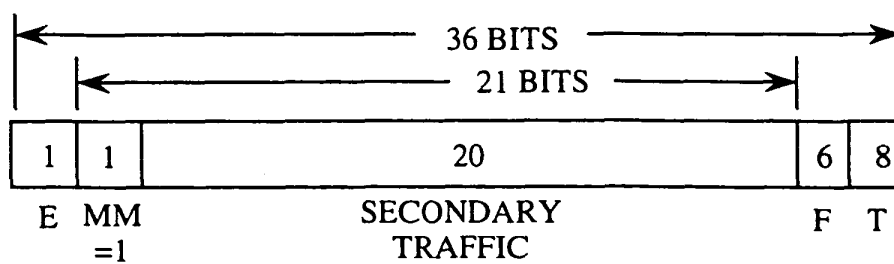 36 BITS
21 BITS
1 1 20 6 8
E MM =1 SECONDARY TRAFFIC F T